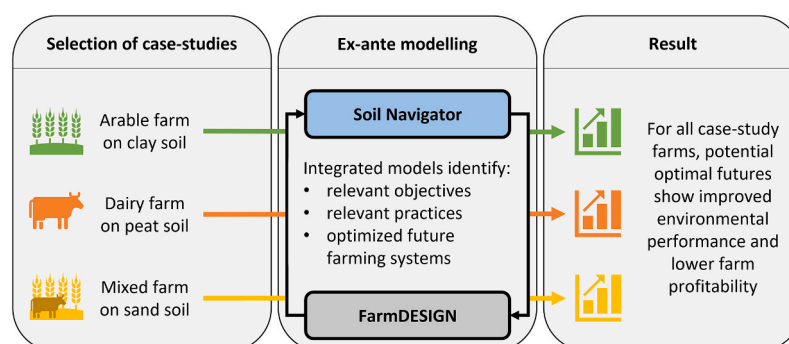 Selection of case-studies
Arable farm
on clay soil
Dairy farm
on peat soil
Mixed farm
on sand soil
Ex-ante modelling
Soil Navigator
Integrated models identify:
• relevant objectives
• relevant practices
• optimized future
farming systems
FarmDESIGN
Result
For all case-study
farms, potential
optimal futures
show improved
environmental
performance and
lower farm
profitability